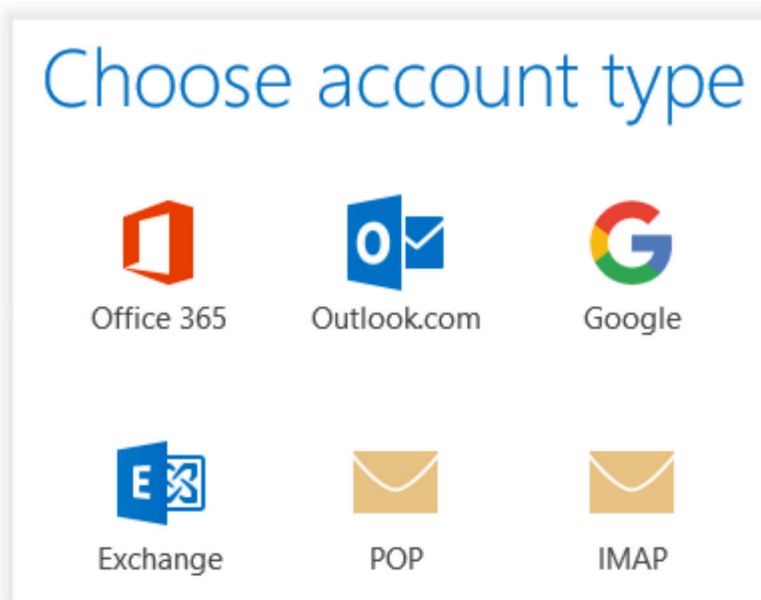 Choose account type
Office 365
O
Outlook.com
Google
E
Exchange
POP
IMAP